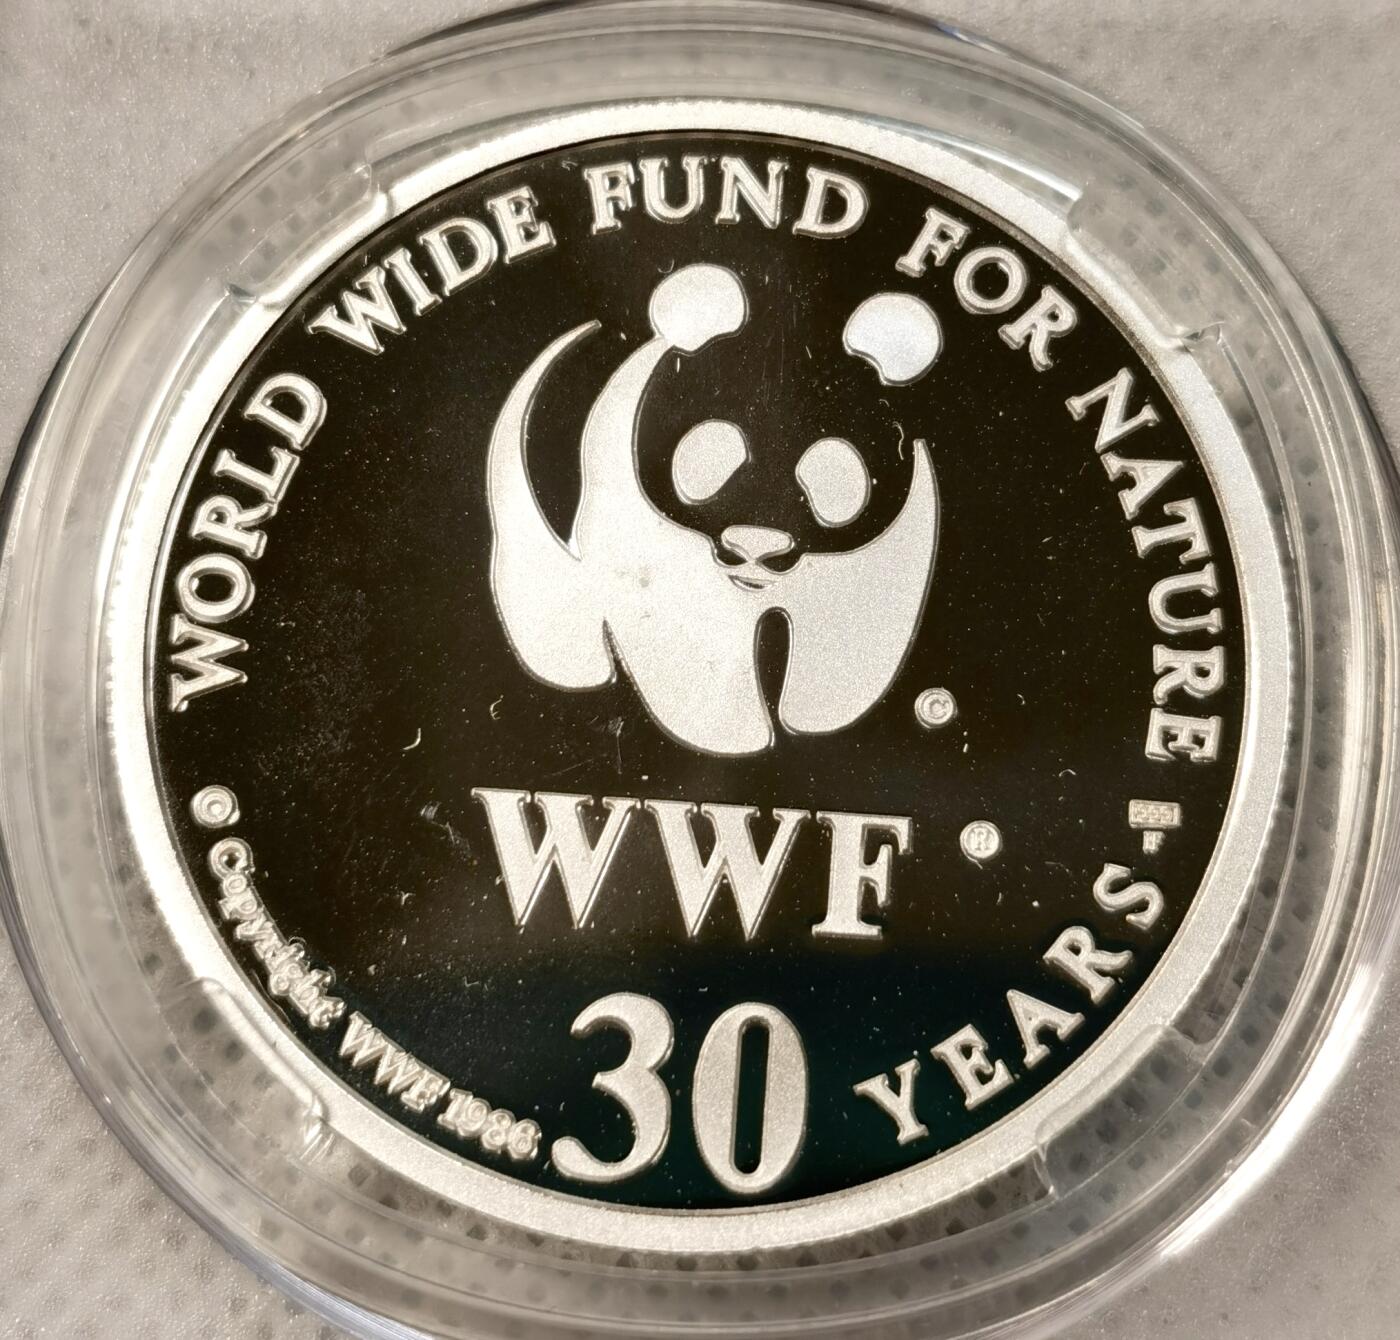 WORLD WIDE FUND FOR NATURE
©
WWF ®
30 YEARS
© Copyright WWF 1986